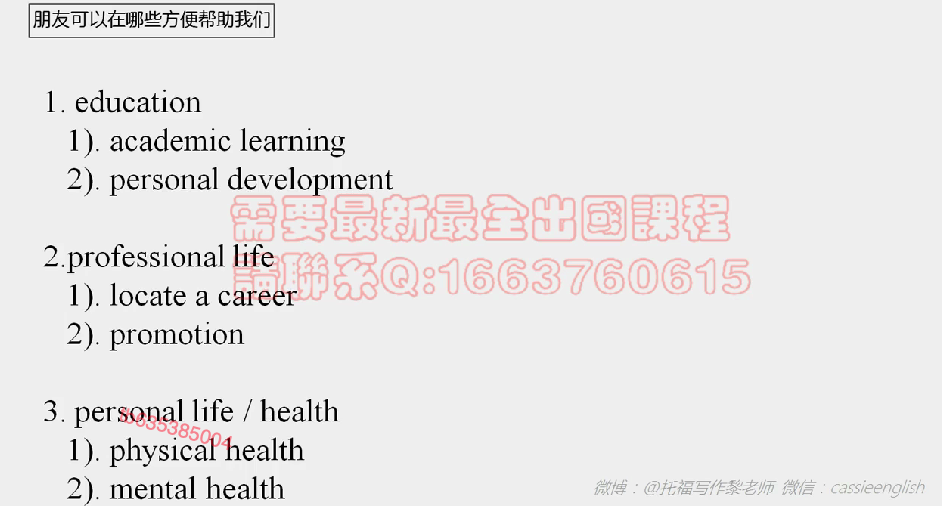 朋友可以在哪些方便帮助我们
1. education
1). academic learning
2). personal development
需要最新最全出國課程
2.professional life
請聯系Q:1663760615
1). locate a career
2). promotion
3. personal life / health
lb635385004
1). physical health
2). mental health
微博：@托福写作黎老师 微信：cassieenglish